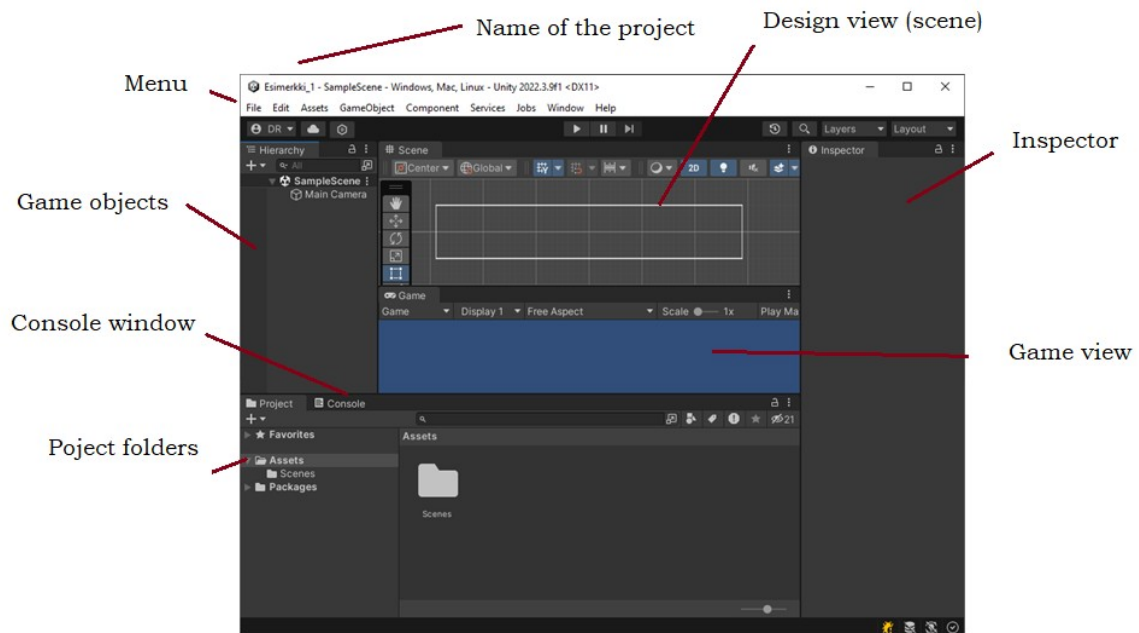 Name of the project
Design view (scene)
Menu
Esimerkki_1 - SampleScene - Windows, Mac, Linux - Unity 2022.3.9f1 <DX11>
File Edit Assets GameObject Component Services Jobs Window Help
DR Layers Layout
Hierarchy Scene Inspector
Inspector
All Center Global 2D
SampleScene
Main Camera
Game objects
Game
Game Display 1 Free Aspect Scale 1x Play Ma
Console window
Game view
Project Console
21
Favorites Assets
Poject folders
Assets
Scenes
Packages
Scenes